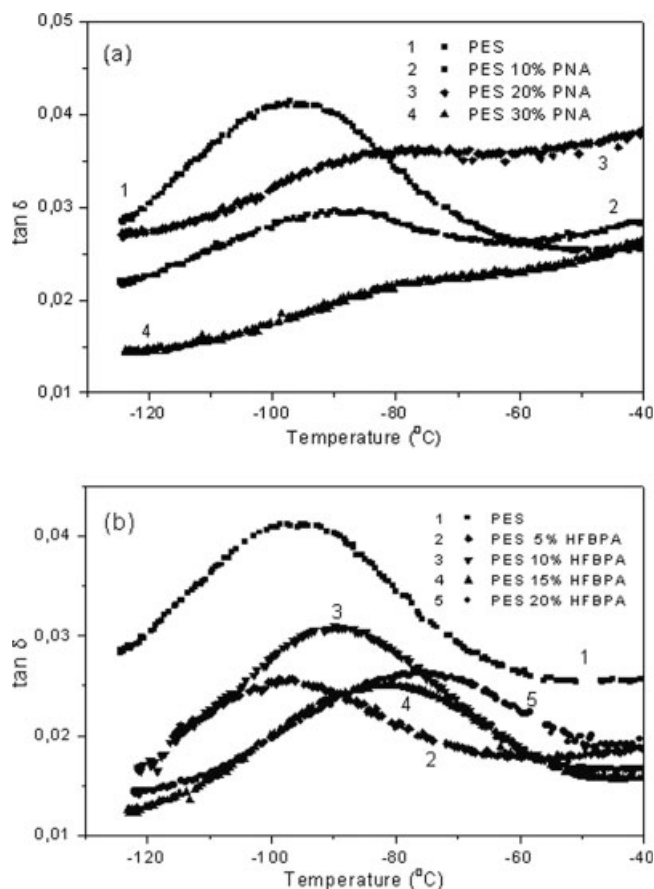 (a)
1 PES
2 PES 10% PNA
3 PES 20% PNA
4 PES 30% PNA
0,05
0,04
0,03
0,02
0,01
tan δ
1
3
2
4
-120 -100 -80 -60 -40
Temperature (°C)
(b)
1 PES
2 PES 5% HFBPA
3 PES 10% HFBPA
4 PES 15% HFBPA
5 PES 20% HFBPA
0,04
0,03
0,02
0,01
tan δ
3
1
4
5
2
-120 -100 -80 -60 -40
Temperature (°C)